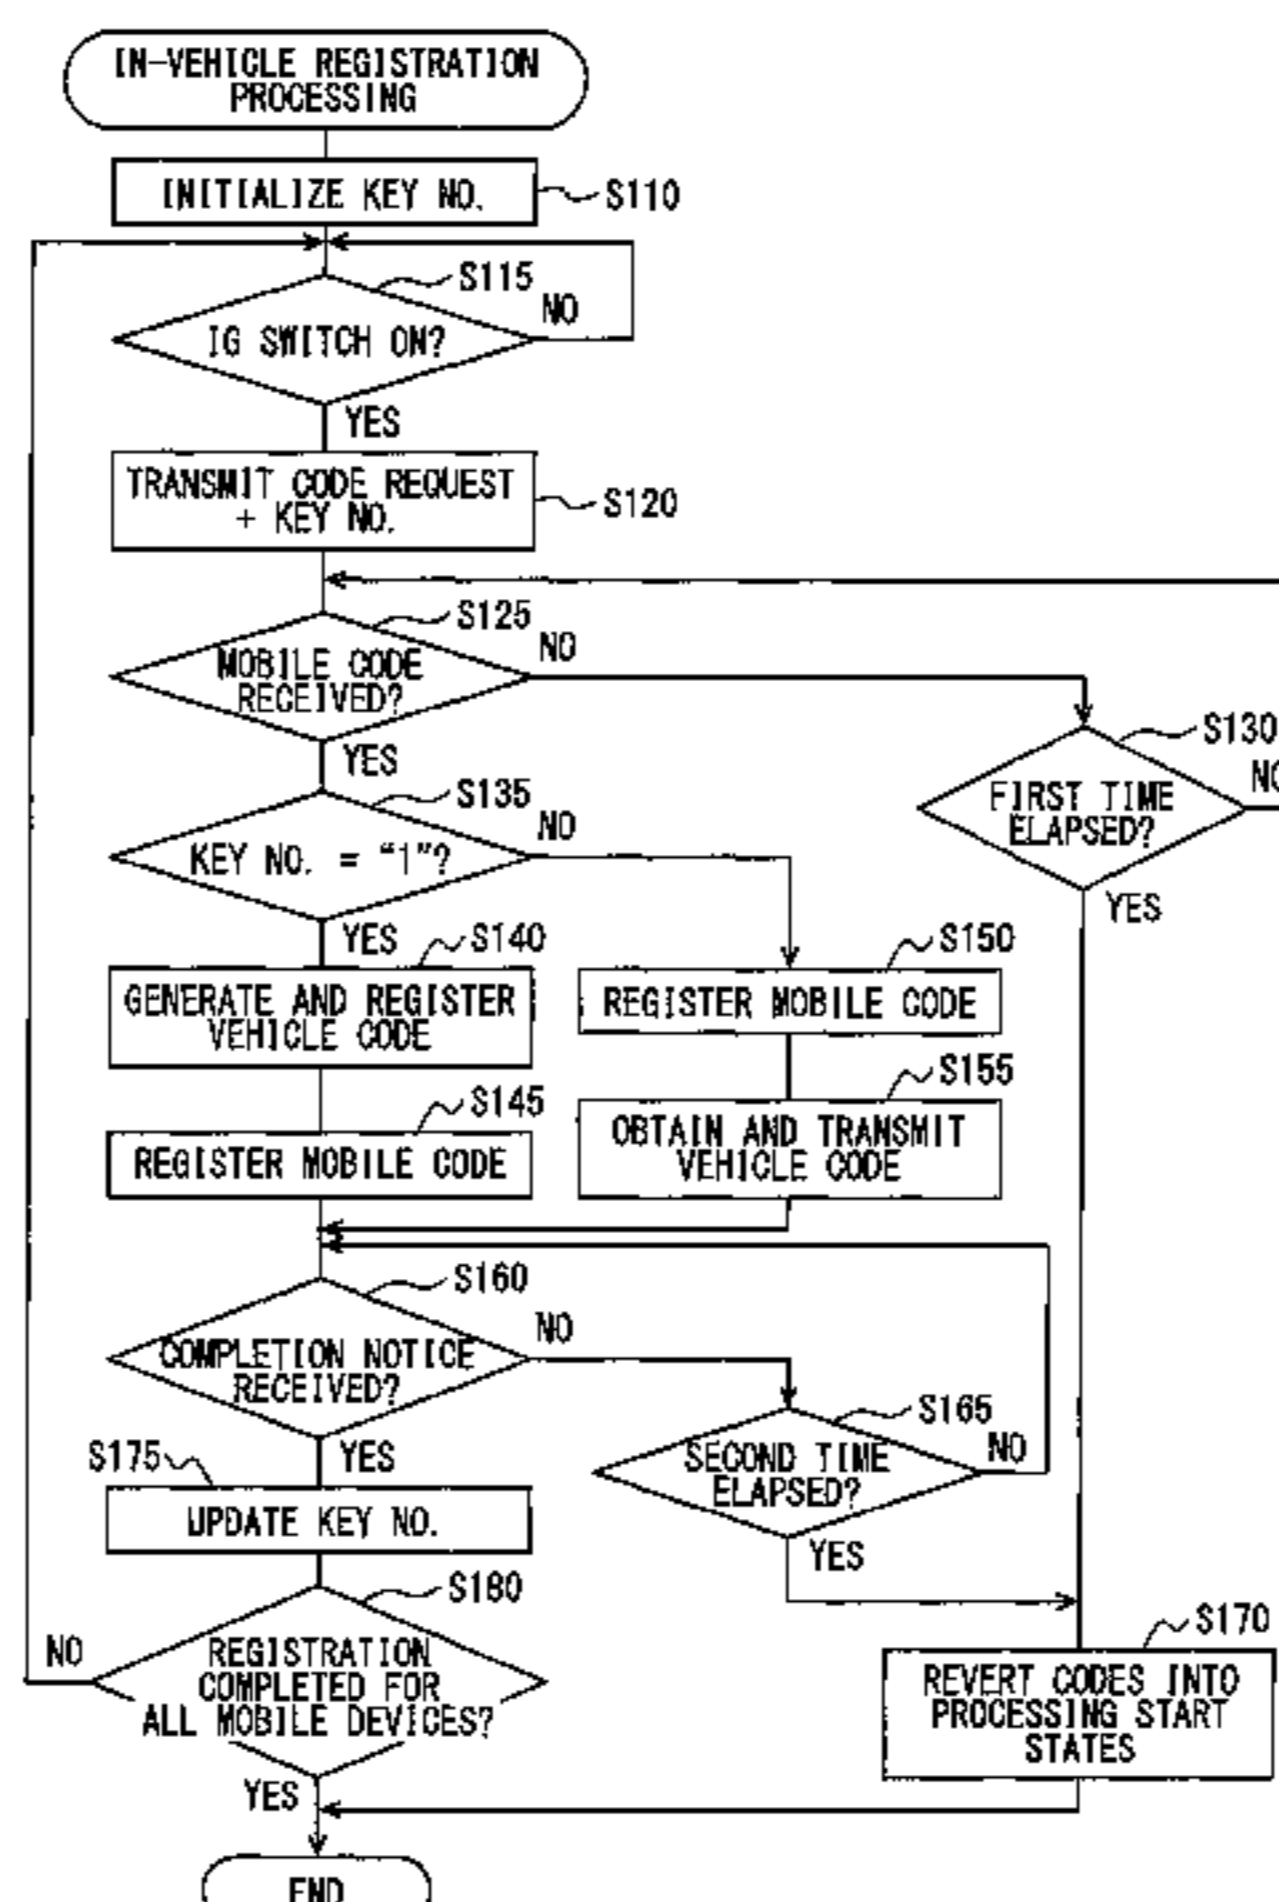 IN-VEHICLE REGISTRATION
PROCESSING
INITIALIZE KEY NO.
S110
S115
IG SWITCH ON?
NO
YES
TRANSMIT CODE REQUEST
+ KEY NO.
S120
S125
MOBILE CODE
RECEIVED?
NO
YES
S130
FIRST TIME
ELAPSED?
NO
YES
S135
KEY NO. = “1”?
NO
YES
S140
GENERATE AND REGISTER
VEHICLE CODE
S150
REGISTER MOBILE CODE
S145
REGISTER MOBILE CODE
S155
OBTAIN AND TRANSMIT
VEHICLE CODE
S160
COMPLETION NOTICE
RECEIVED?
NO
YES
S165
SECOND TIME
ELAPSED?
NO
YES
S175
UPDATE KEY NO.
S180
REGISTRATION
COMPLETED FOR
ALL MOBILE DEVICES?
NO
YES
S170
REVERT CODES INTO
PROCESSING START
STATES
END